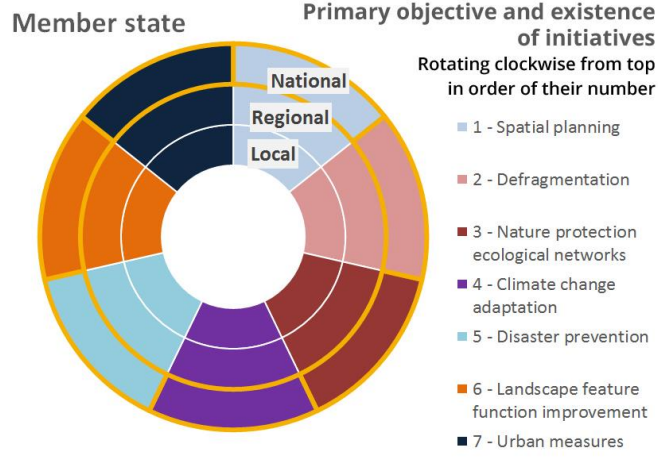 Member state
Primary objective and existence
of initiatives
Rotating clockwise from top
in order of their number
National
Regional
Local
1 - Spatial planning
2 - Defragmentation
3 - Nature protection
ecological networks
4 - Climate change
adaptation
5 - Disaster prevention
6 - Landscape feature
function improvement
7 - Urban measures